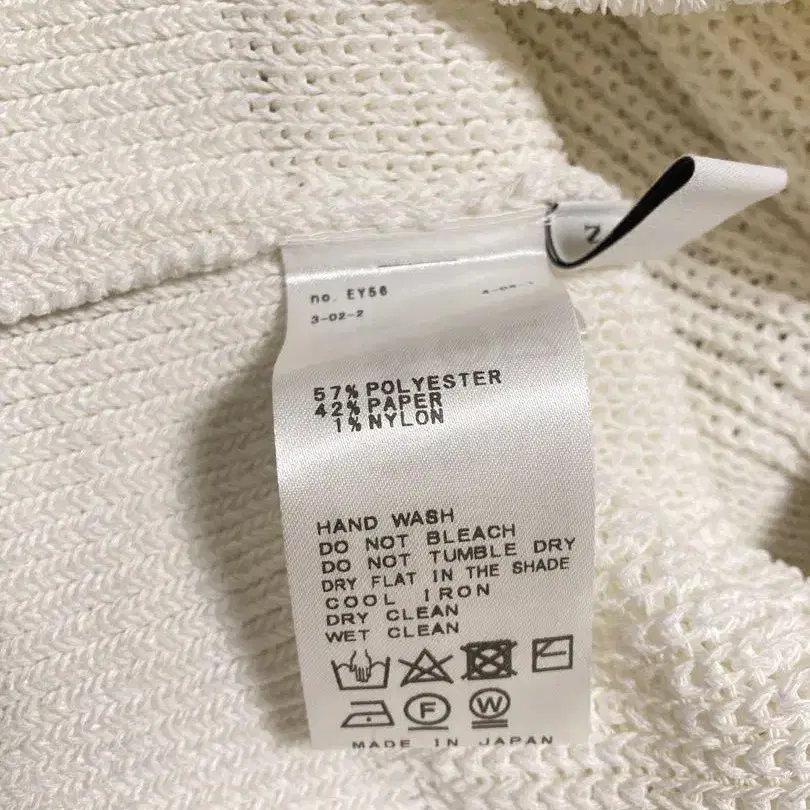 no. EY56
3-02-2
57% POLYESTER
42% PAPER
1% NYLON
HAND WASH
DO NOT BLEACH
DO NOT TUMBLE DRY
DRY FLAT IN THE SHADE
COOL IRON
DRY CLEAN
WET CLEAN
F W
MADE IN JAPAN